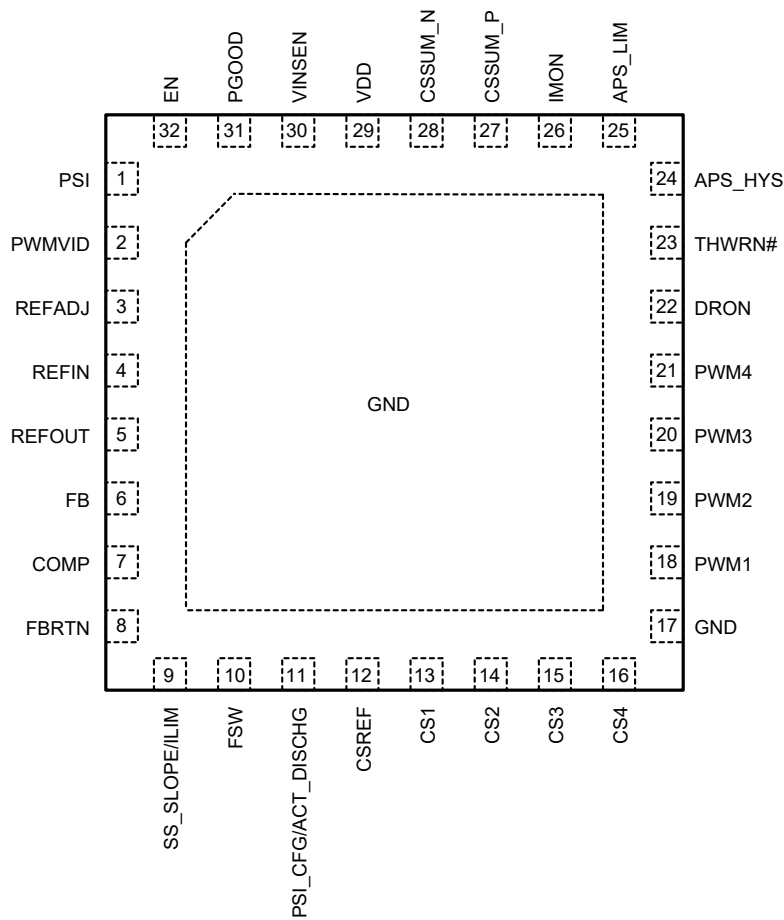 EN
PGOOD
VINSEN
VDD
CSSUM_N
CSSUM_P
IMON
APS_LIM
32
31
30
29
28
27
26
25
PSI 1
24 APS_HYS
PWMVID 2
23 THWRN#
REFADJ 3
22 DRON
REFIN 4
21 PWM4
GND
REFOUT 5
20 PWM3
FB 6
19 PWM2
COMP 7
18 PWM1
FBRTN 8
17 GND
9
10
11
12
13
14
15
16
SS_SLOPE/ILIM
FSW
PSI_CFG/ACT_DISCHG
CSREF
CS1
CS2
CS3
CS4